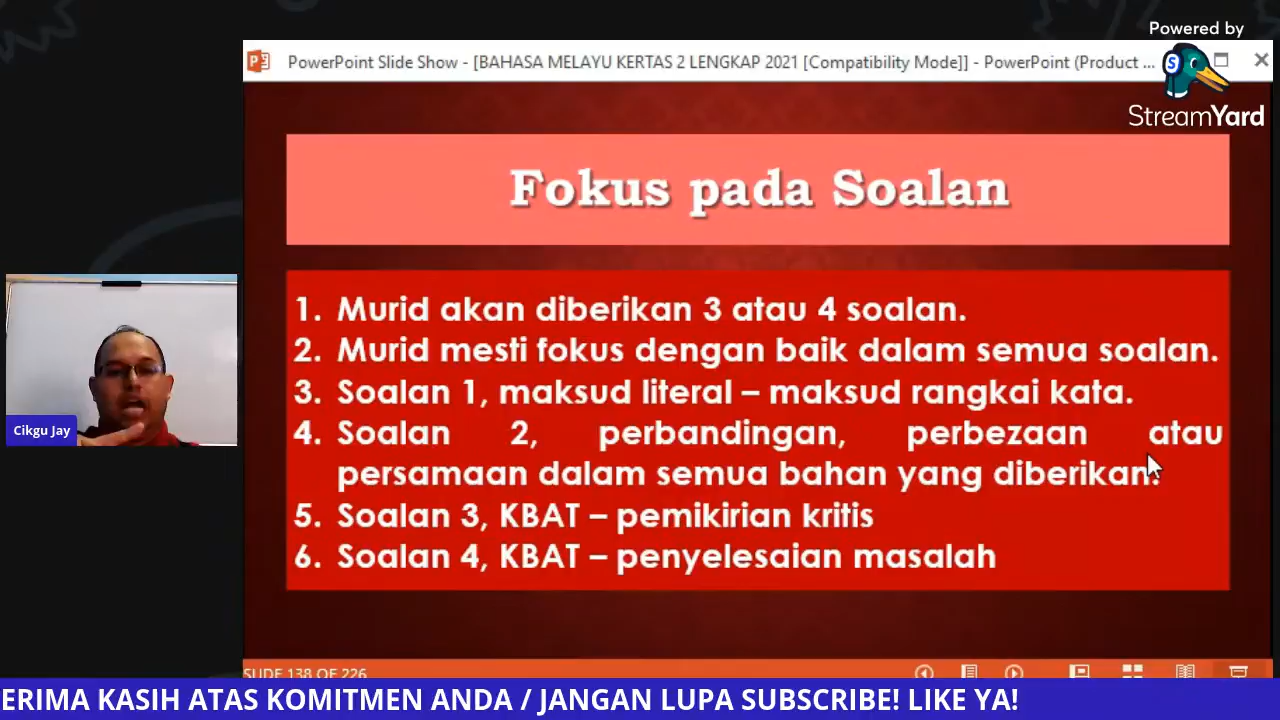 Powered by
PowerPoint Slide Show - [BAHASA MELAYU KERTAS 2 LENGKAP 2021 [Compatibility Mode]] - PowerPoint (Product ...
StreamYard
Fokus pada Soalan
1. Murid akan diberikan 3 atau 4 soalan.
2. Murid mesti fokus dengan baik dalam semua soalan.
3. Soalan 1, maksud literal – maksud rangkai kata.
4. Soalan 2, perbandingan, perbezaan atau
persamaan dalam semua bahan yang diberikan.
5. Soalan 3, KBAT – pemikirian kritis
6. Soalan 4, KBAT – penyelesaian masalah
Cikgu Jay
SLIDE 138 OF 226
ERIMA KASIH ATAS KOMITMEN ANDA / JANGAN LUPA SUBSCRIBE! LIKE YA!